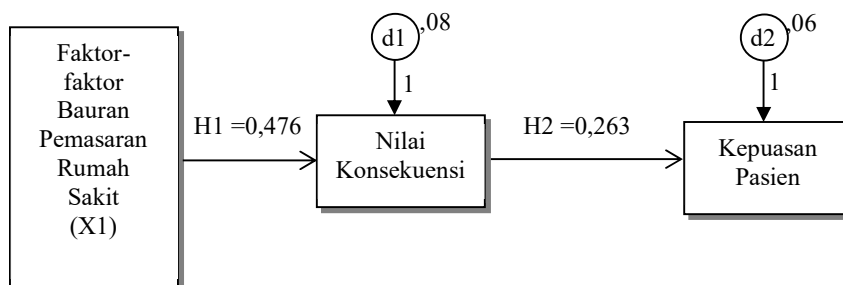 Faktor-
faktor
Bauran
Pemasaran
Rumah
Sakit
(X1)
H1 =0,476
d1 ,08
1
Nilai
Konsekuensi
H2 =0,263
d2 ,06
1
Kepuasan
Pasien